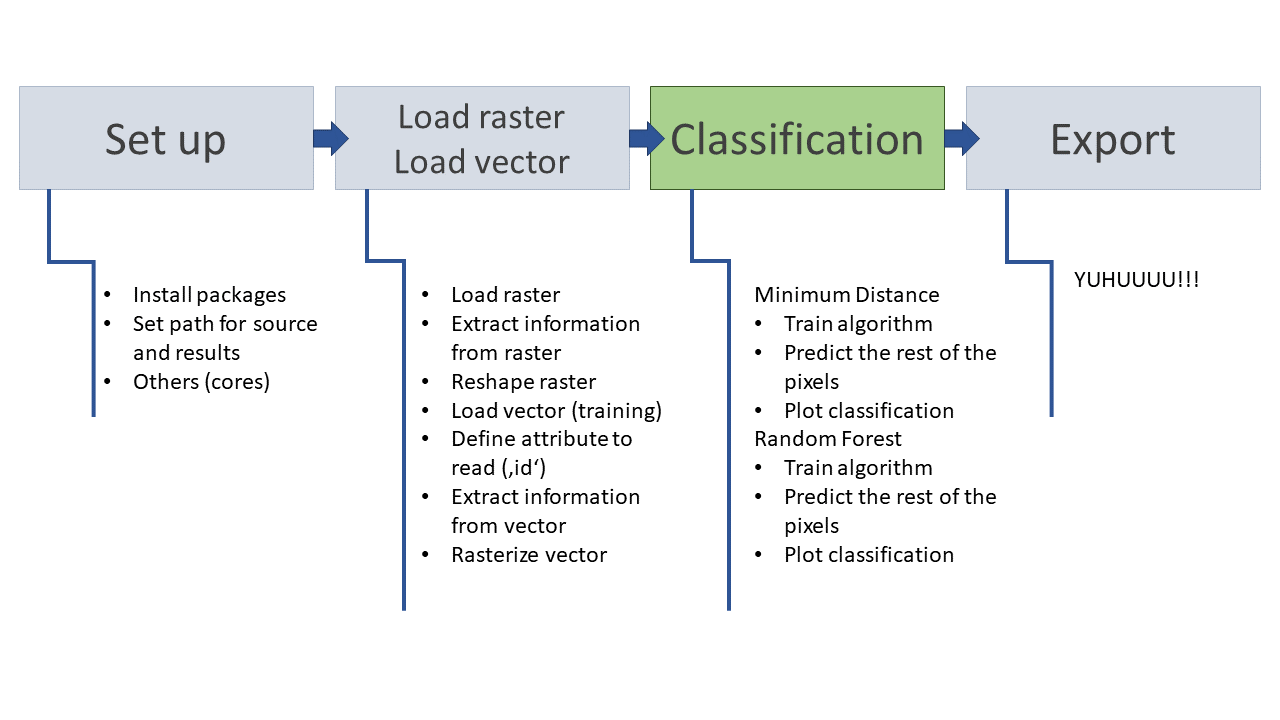 Set up
Load raster
Load vector
Classification
Export
• Install packages
• Set path for source
and results
• Others (cores)
• Load raster
• Extract information
from raster
• Reshape raster
• Load vector (training)
• Define attribute to
read (‚id‘)
• Extract information
from vector
• Rasterize vector
Minimum Distance
• Train algorithm
• Predict the rest of the
pixels
• Plot classification
Random Forest
• Train algorithm
• Predict the rest of the
pixels
• Plot classification
YUHUUUU!!!